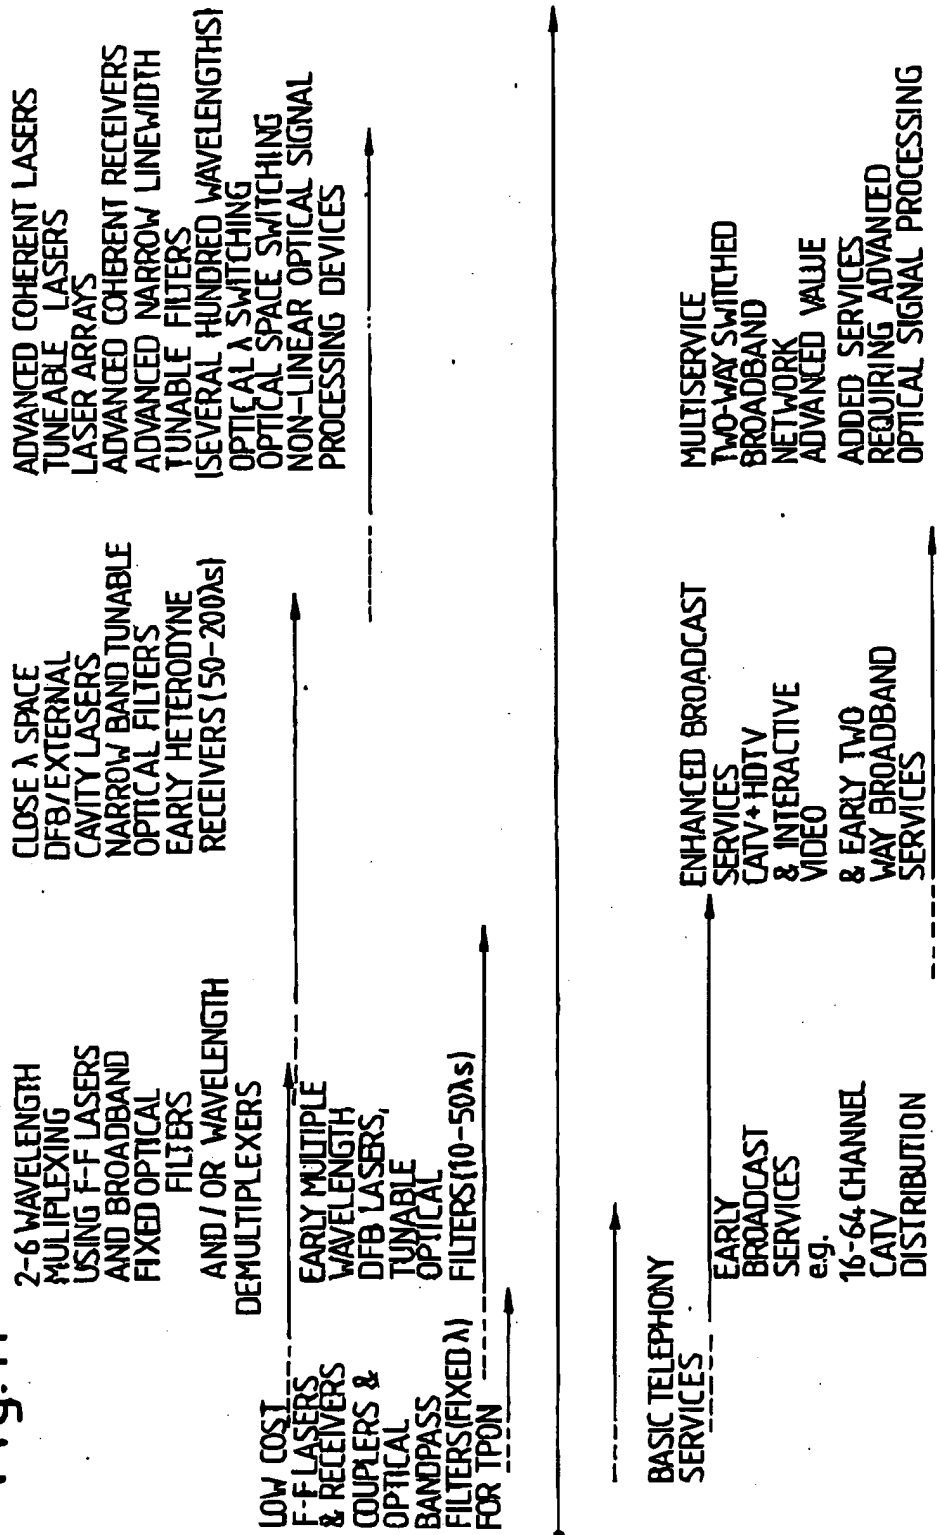 Fig.
LOW COST
F-F LASERS
& RECEIVERS
COUPLERS &
OPTICAL
BANDPASS
FILTERS(FIXED λ)
FOR TPON
2-6 WAVELENGTH
MULIPLEXING
USING F-F LASERS
AND BROADBAND
FIXED OPTICAL
FILTERS
AND/OR WAVELENGTH
DEMULTIPLEXERS
EARLY MULTIPLE
WAVELENGTH
DFB LASERS,
TUNABLE
OPTICAL
FILTERS(10-50λs)
CLOSE λ SPACE
DFB/EXTERNAL
CAVITY LASERS
NARROW BAND TUNABLE
OPTICAL FILTERS
EARLY HETERODYNE
RECEIVERS(50-200λs)
ADVANCED COHERENT LASERS
TUNEABLE LASERS
LASER ARRAYS
ADVANCED COHERENT RECEIVERS
ADVANCED NARROW LINEWIDTH
TUNABLE FILTERS
(SEVERAL HUNDRED WAVELENGTHS)
OPTICAL λ SWITCHING
OPTICAL SPACE SWITCHING
NON-LINEAR OPTICAL SIGNAL
PROCESSING DEVICES
BASIC TELEPHONY
SERVICES
EARLY
BROADCAST
SERVICES
e.g.
16-64 CHANNEL
CATV
DISTRIBUTION
ENHANCED BROADCAST
SERVICES
CATV+HDTV
& INTERACTIVE
VIDEO
& EARLY TWO
WAY BROADBAND
SERVICES
MULTISERVICE
TWO-WAY SWITCHED
BROADBAND
NETWORK
ADVANCED VALUE
ADDED SERVICES
REQUIRING ADVANCED
OPTICAL SIGNAL PROCESSING